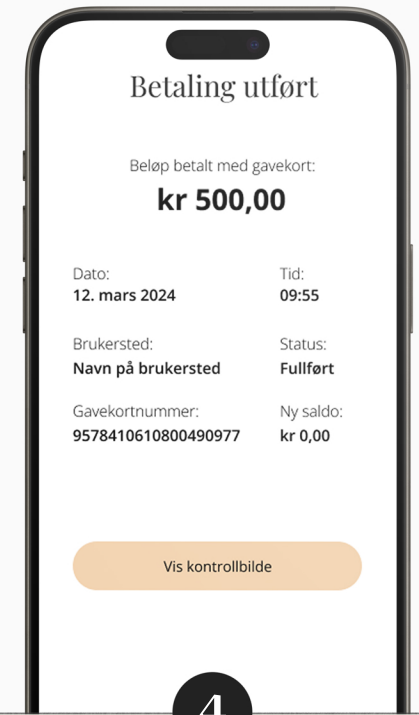 Betaling utført
Beløp betalt med gavekort:
kr 500,00
Dato:
12. mars 2024
Tid:
09:55
Brukersted:
Navn på brukersted
Status:
Fullført
Gavekortnummer:
9578410610800490977
Ny saldo:
kr 0,00
Vis kontrollbilde
4